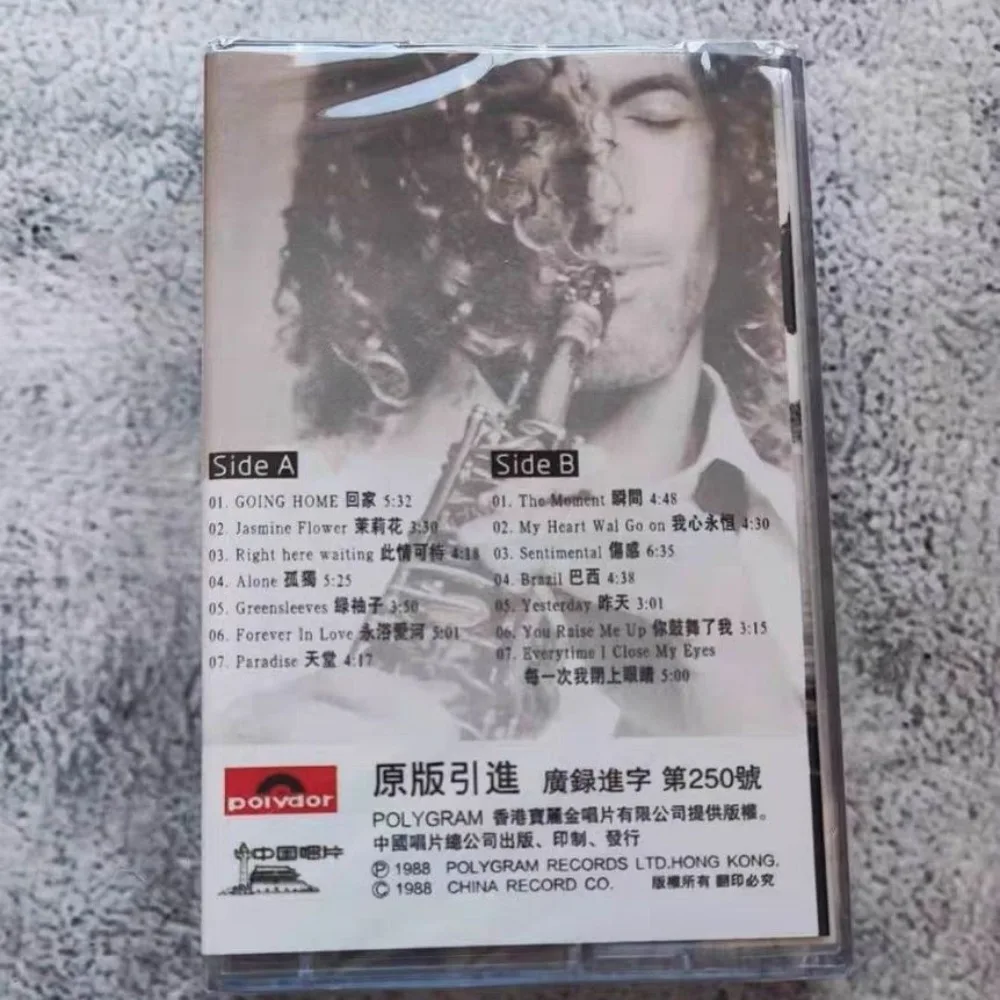 Side A
01. GOING HOME 回家 5:32
02. Jasmine Flower 茉莉花 3:30
03. Right here waiting 此情可待 4:18
04. Alone 孤獨 5:25
05. Greensleeves 綠袖子 3:50
06. Forever In Love 永浴愛河 5:01
07. Paradise 天堂 4:17
Side B
01. The Moment 瞬間 4:48
02. My Heart Wal Go on 我心永恒 4:30
03. Sentimental 傷感 6:35
04. Brazil 巴西 4:38
05. Yesterday 昨天 3:01
06. You Raise Me Up 你鼓舞了我 3:15
07. Everytime I Close My Eyes
每一次我閉上眼睛 5:00
polydor
中国唱片
原版引進 廣録進字 第250號
POLYGRAM 香港寶麗金唱片有限公司提供版權。
中國唱片總公司出版、印制、發行
Ⓟ 1988 POLYGRAM RECORDS LTD.HONG KONG.
© 1988 CHINA RECORD CO. 版權所有 翻印必究